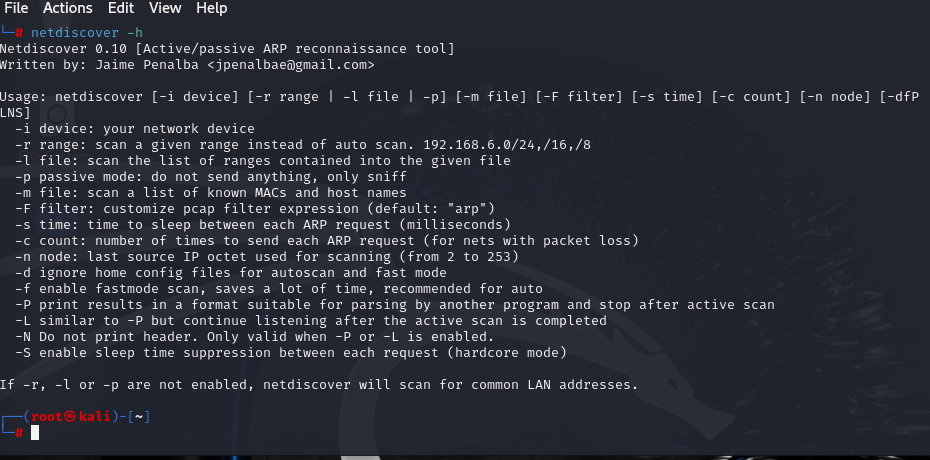 File Actions Edit View Help
└─# netdiscover -h
Netdiscover 0.10 [Active/passive ARP reconnaissance tool]
Written by: Jaime Penalba <jpenalbae@gmail.com>
Usage: netdiscover [-i device] [-r range | -l file | -p] [-m file] [-F filter] [-s time] [-c count] [-n node] [-dfP
LNS]
-i device: your network device
-r range: scan a given range instead of auto scan. 192.168.6.0/24,/16,/8
-l file: scan the list of ranges contained into the given file
-p passive mode: do not send anything, only sniff
-m file: scan a list of known MACs and host names
-F filter: customize pcap filter expression (default: "arp")
-s time: time to sleep between each ARP request (milliseconds)
-c count: number of times to send each ARP request (for nets with packet loss)
-n node: last source IP octet used for scanning (from 2 to 253)
-d ignore home config files for autoscan and fast mode
-f enable fastmode scan, saves a lot of time, recommended for auto
-P print results in a format suitable for parsing by another program and stop after active scan
-L similar to -P but continue listening after the active scan is completed
-N Do not print header. Only valid when -P or -L is enabled.
-S enable sleep time suppression between each request (hardcore mode)
If -r, -l or -p are not enabled, netdiscover will scan for common LAN addresses.
┌──(root㉿kali)-[~]
└─#